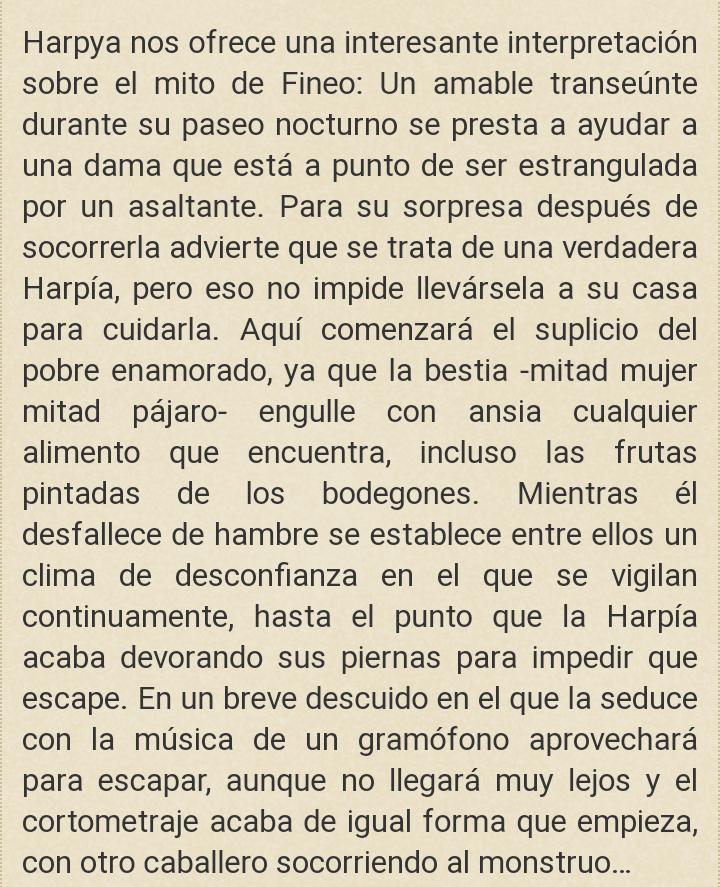 Harpya nos ofrece una interesante interpretación
sobre el mito de Fineo: Un amable transeúnte
durante su paseo nocturno se presta a ayudar a
una dama que está a punto de ser estrangulada
por un asaltante. Para su sorpresa después de
socorrerla advierte que se trata de una verdadera
Harpía, pero eso no impide llevársela a su casa
para cuidarla. Aquí comenzará el suplicio del
pobre enamorado, ya que la bestia -mitad mujer
mitad pájaro- engulle con ansia cualquier
alimento que encuentra, incluso las frutas
pintadas de los bodegones. Mientras él
desfallece de hambre se establece entre ellos un
clima de desconfianza en el que se vigilan
continuamente, hasta el punto que la Harpía
acaba devorando sus piernas para impedir que
escape. En un breve descuido en el que la seduce
con la música de un gramófono aprovechará
para escapar, aunque no llegará muy lejos y el
cortometraje acaba de igual forma que empieza,
con otro caballero socorriendo al monstruo...